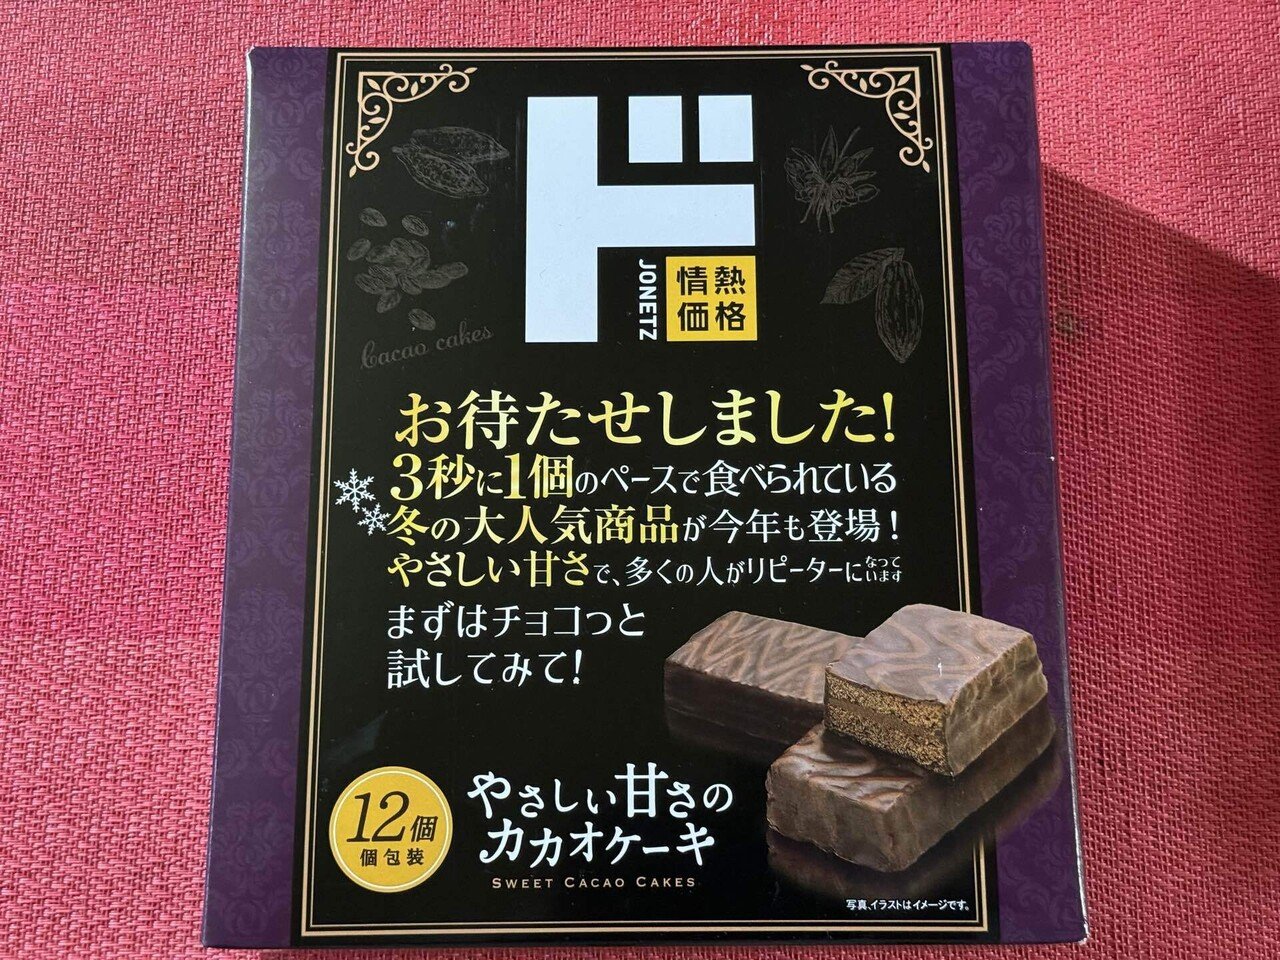 ド
JONETZ
情熱
価格
Cacao cakes
お待たせしました!
3秒に1個のペースで食べられている
冬の大人気商品が今年も登場!
やさしい甘さで、多くの人がリピーターになっています
まずはチョコっと
試してみて!
12個
個包装
やさしい甘さの
カカオケーキ
SWEET CACAO CAKES
写真、イラストはイメージです。